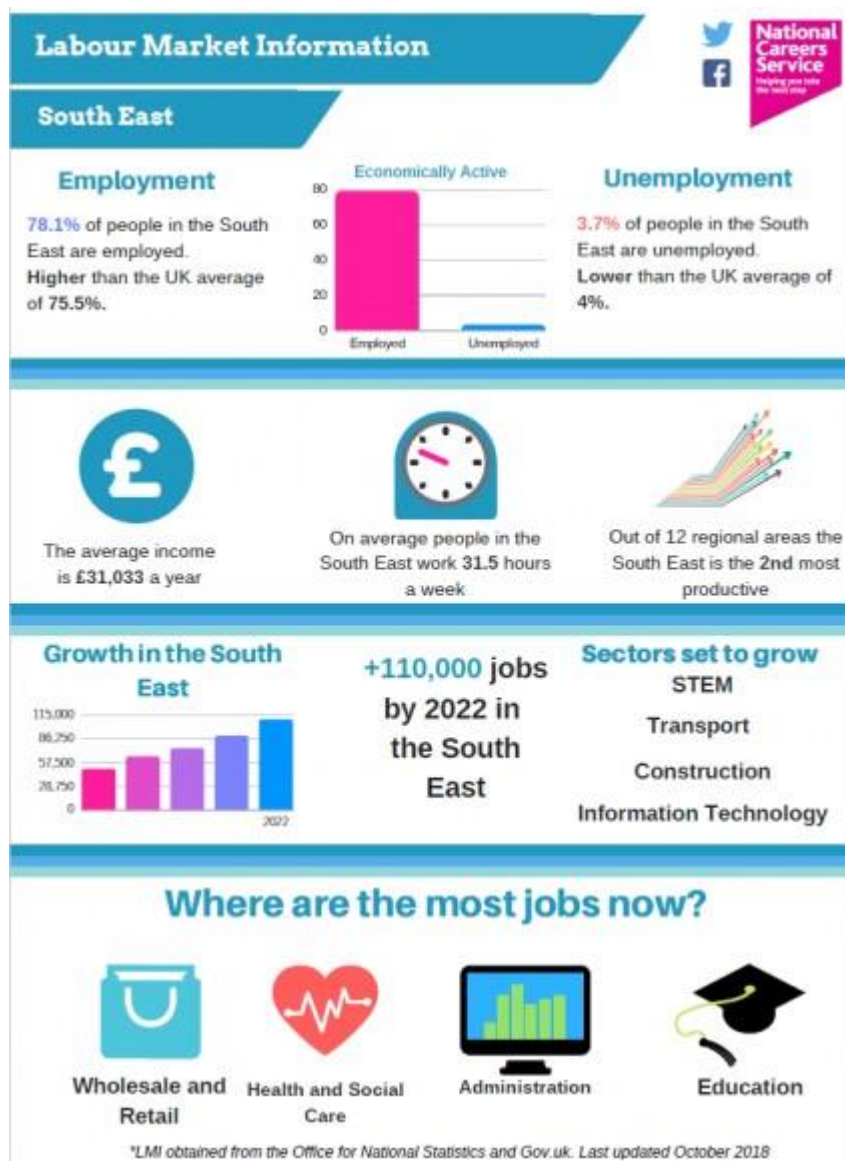 Labour Market Information
National
Careers
Service
Helping you take
the next step
South East
Employment
78.1% of people in the South
East are employed.
Higher than the UK average
of 75.5%.
Economically Active
80
60
40
20
0
Employed
Unemployed
Unemployment
3.7% of people in the South
East are unemployed.
Lower than the UK average of
4%.
£
The average income
is £31,033 a year
On average people in the
South East work 31.5 hours
a week
Out of 12 regional areas the
South East is the 2nd most
productive
Growth in the South
East
115,000
86,750
57,500
28,750
0
2022
+110,000 jobs
by 2022 in
the South
East
Sectors set to grow
STEM
Transport
Construction
Information Technology
Where are the most jobs now?
Wholesale and
Retail
Health and Social
Care
Administration
Education
*LMI obtained from the Office for National Statistics and Gov.uk. Last updated October 2018